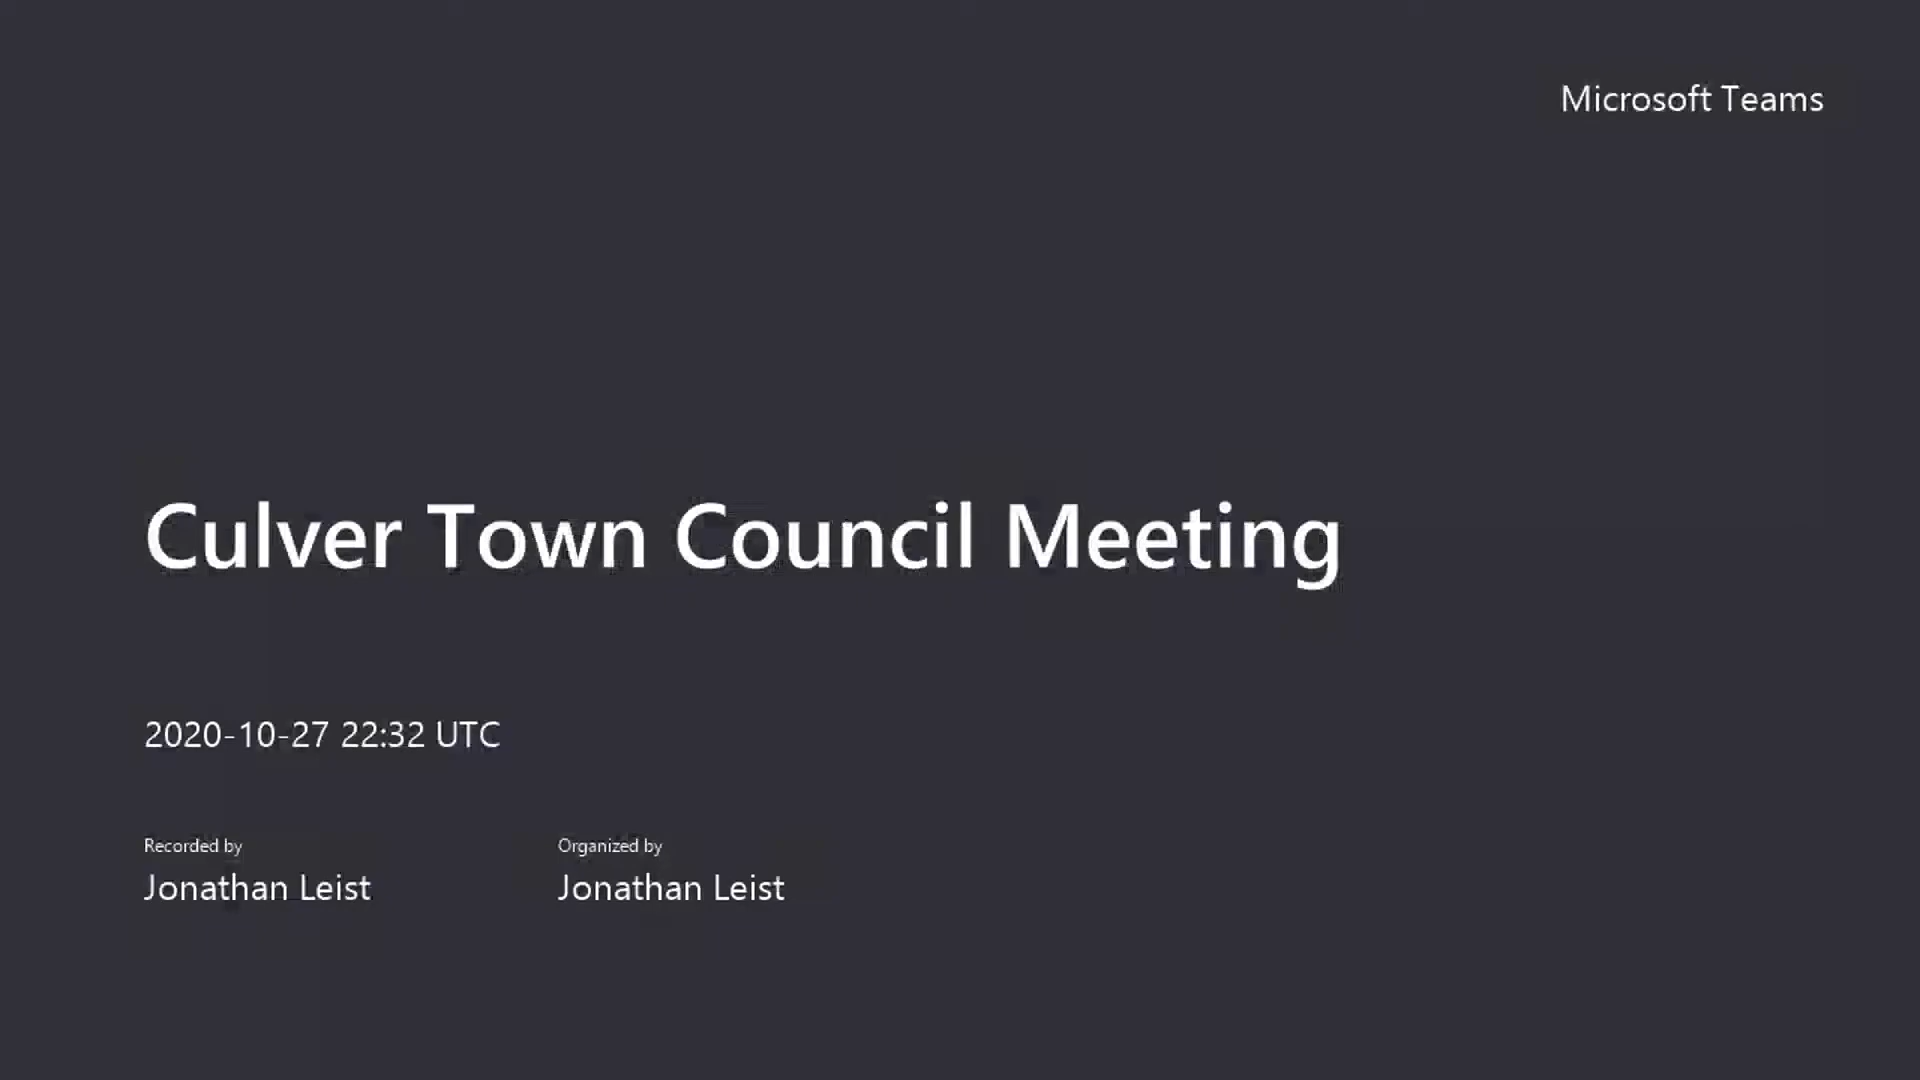 Microsoft Teams
Culver Town Council Meeting
2020-10-27 22:32 UTC
Recorded by
Jonathan Leist
Organized by
Jonathan Leist